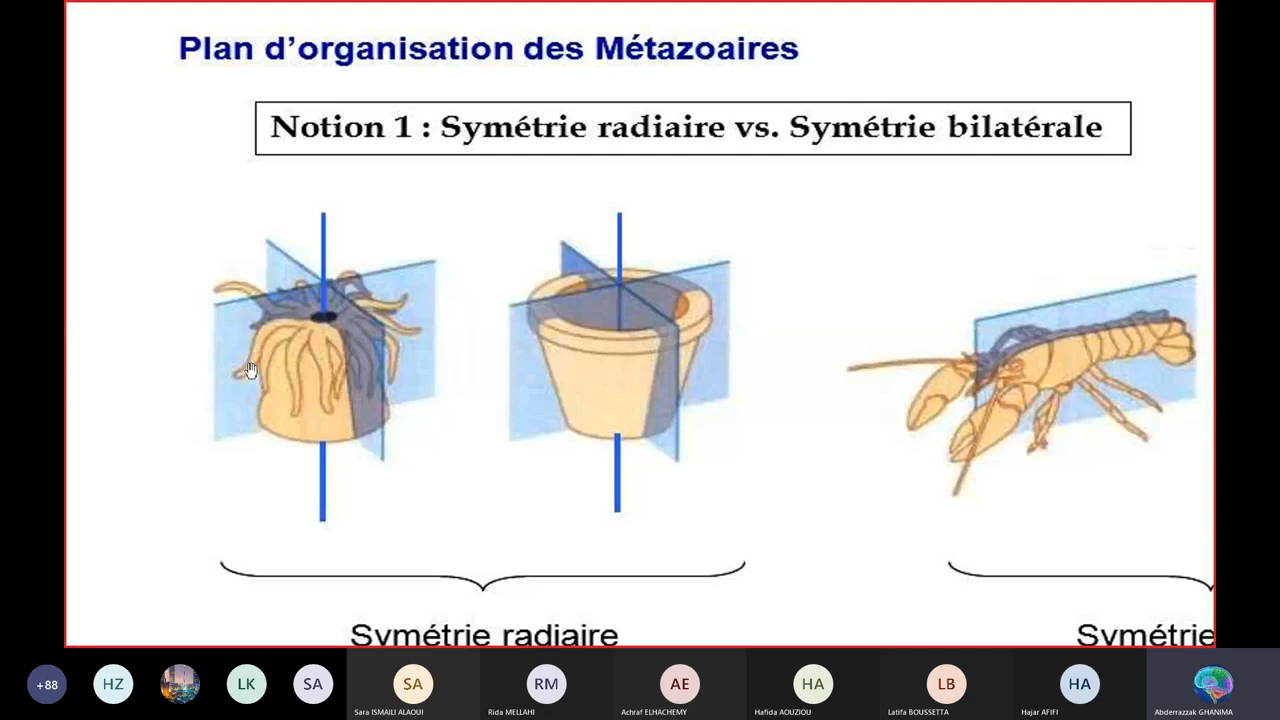 Plan d’organisation des Métazoaires
Notion 1 : Symétrie radiaire vs. Symétrie bilatérale
Symétrie radiaire
Symétrie
+88
HZ
LK
SA
SA
RM
AE
HA
LB
HA
Sara ISMAILI ALAOUI
Rida MELLAHI
Achraf ELHACHEMY
Hafida AOUZIOU
Latifa BOUSSETTA
Hajar AFIFI
Abderrazzak GHANIMA